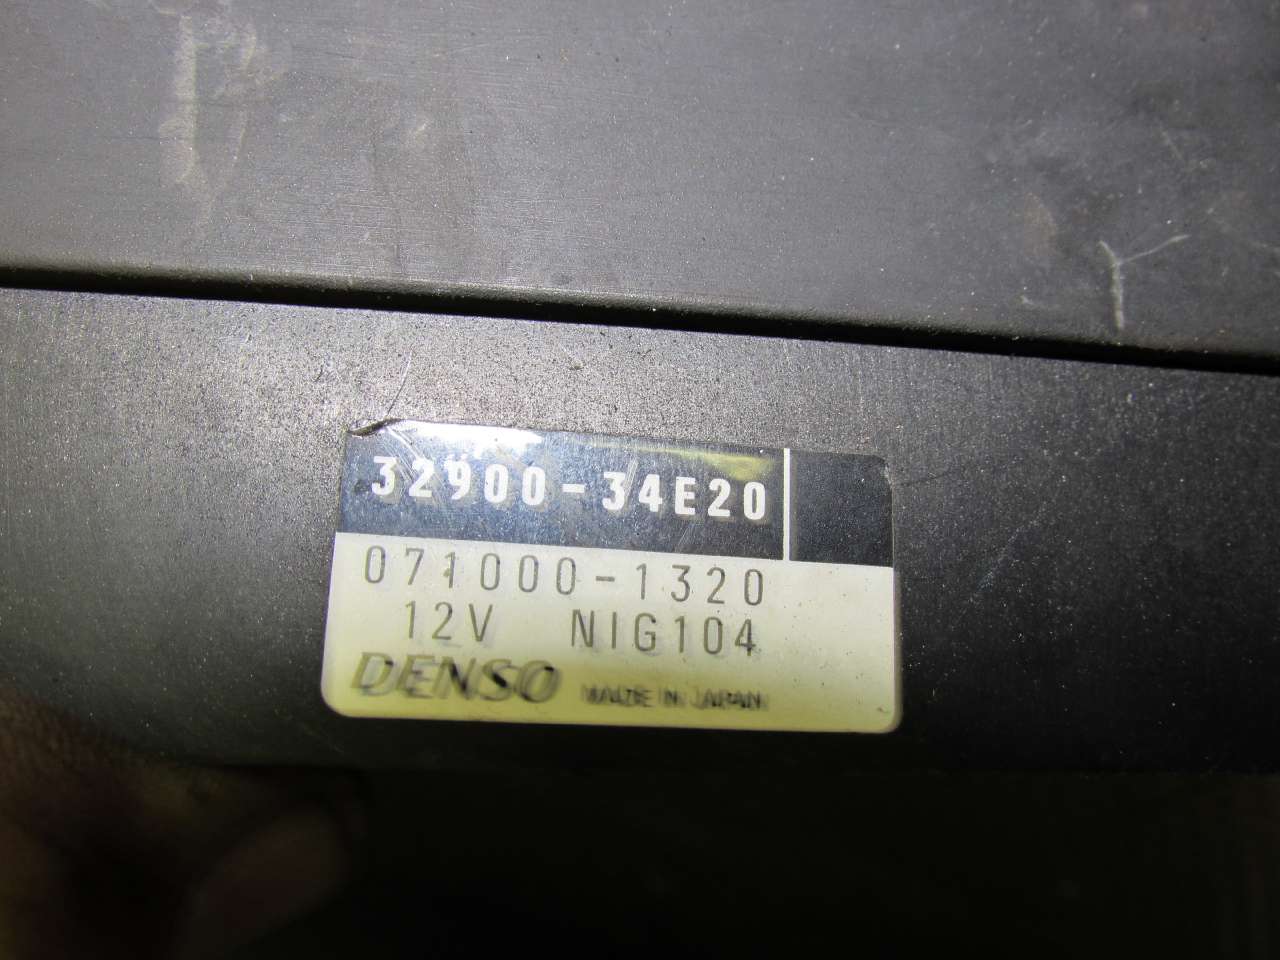 32900-34E20
071000-1320
12V NIG104
DENSO MADE IN JAPAN